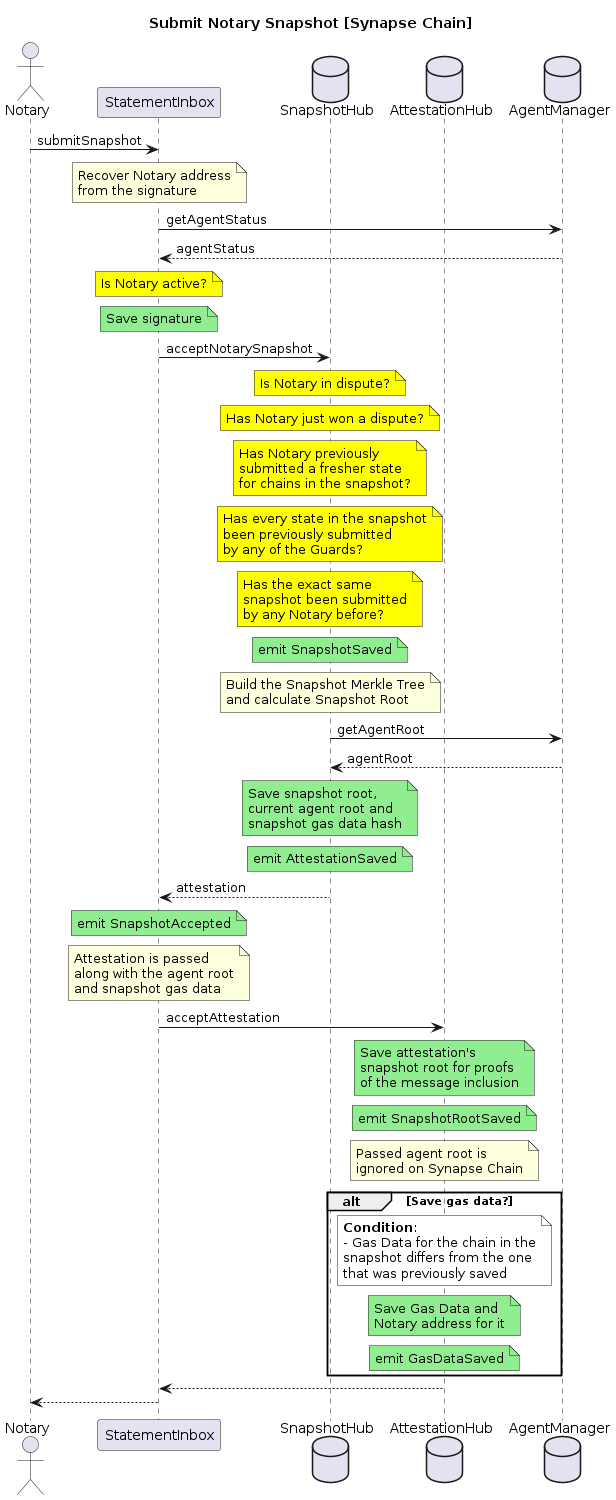 Submit Notary Snapshot [Synapse Chain]
Notary
StatementInbox
SnapshotHub
AttestationHub
AgentManager
submitSnapshot
Recover Notary address
from the signature
getAgentStatus
agentStatus
Is Notary active?
Save signature
acceptNotarySnapshot
Is Notary in dispute?
Has Notary just won a dispute?
Has Notary previously
submitted a fresher state
for chains in the snapshot?
Has every state in the snapshot
been previously submitted
by any of the Guards?
Has the exact same
snapshot been submitted
by any Notary before?
emit SnapshotSaved
Build the Snapshot Merkle Tree
and calculate Snapshot Root
getAgentRoot
agentRoot
Save snapshot root,
current agent root and
snapshot gas data hash
emit AttestationSaved
attestation
emit SnapshotAccepted
Attestation is passed
along with the agent root
and snapshot gas data
acceptAttestation
Save attestation's
snapshot root for proofs
of the message inclusion
emit SnapshotRootSaved
Passed agent root is
ignored on Synapse Chain
alt
[Save gas data?]
Condition:
- Gas Data for the chain in the
snapshot differs from the one
that was previously saved
Save Gas Data and
Notary address for it
emit GasDataSaved
Notary
StatementInbox
SnapshotHub
AttestationHub
AgentManager